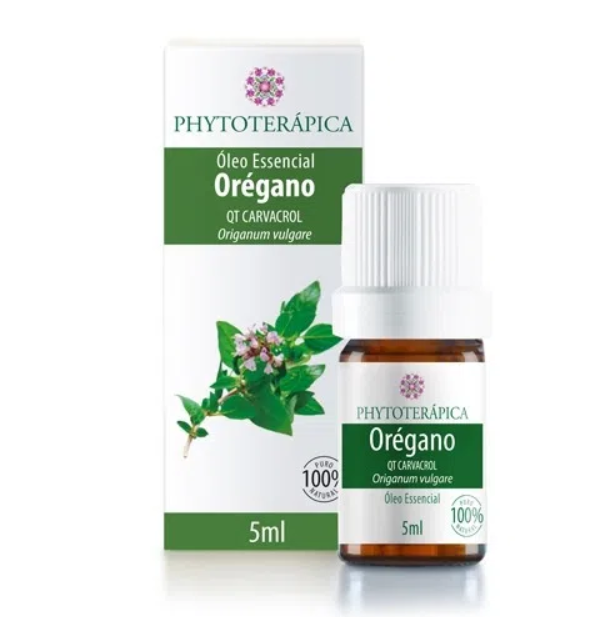 PHYTOTERÁPICA
Óleo Essencial
Orégano
QT CARVACROL
Origanum vulgare
PURO
100%
NATURAL
5ml
PHYTOTERÁPICA
Orégano
QT CARVACROL
Origanum vulgare
Óleo Essencial
PURO
100%
NATURAL
5ml